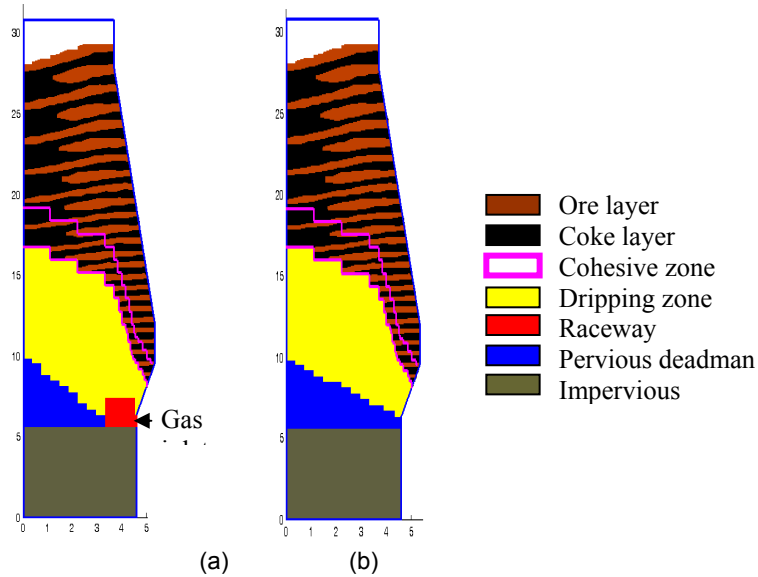 30
25
20
15
10
5
0
0 1 2 3 4 5
Gas
(a)
30
25
20
15
10
5
0
0 1 2 3 4 5
(b)
Ore layer
Coke layer
Cohesive zone
Dripping zone
Raceway
Pervious deadman
Impervious